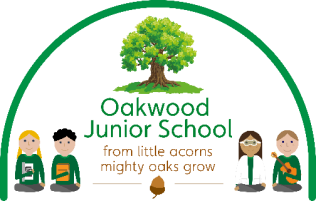 Oakwood
Junior School
from little acorns
mighty oaks grow